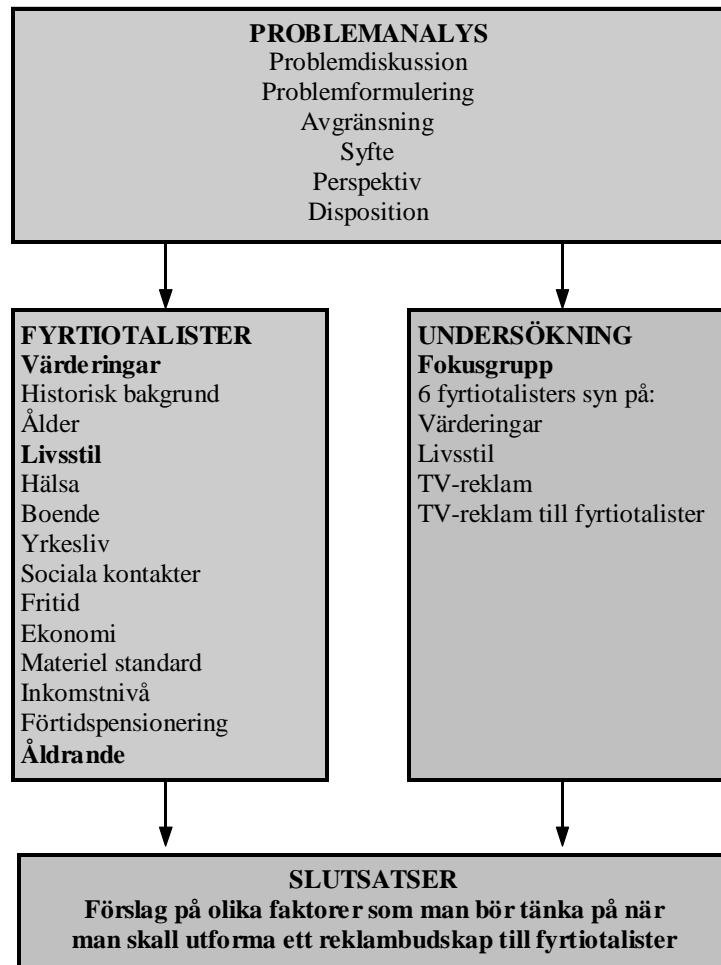 PROBLEMANALYS
Problemdiskussion
Problemformulering
Avgränsning
Syfte
Perspektiv
Disposition
FYRTIOTALISTER
Värderingar
Historisk bakgrund
Ålder
Livsstil
Hälsa
Boende
Yrkesliv
Sociala kontakter
Fritid
Ekonomi
Materiel standard
Inkomstnivå
Förtidspensionering
Åldrande
UNDERSÖKNING
Fokusgrupp
6 fyrtiotalisters syn på:
Värderingar
Livsstil
TV-reklam
TV-reklam till fyrtiotalister
SLUTSATSER
Förslag på olika faktorer som man bör tänka på när
man skall utforma ett reklambudskap till fyrtiotalister